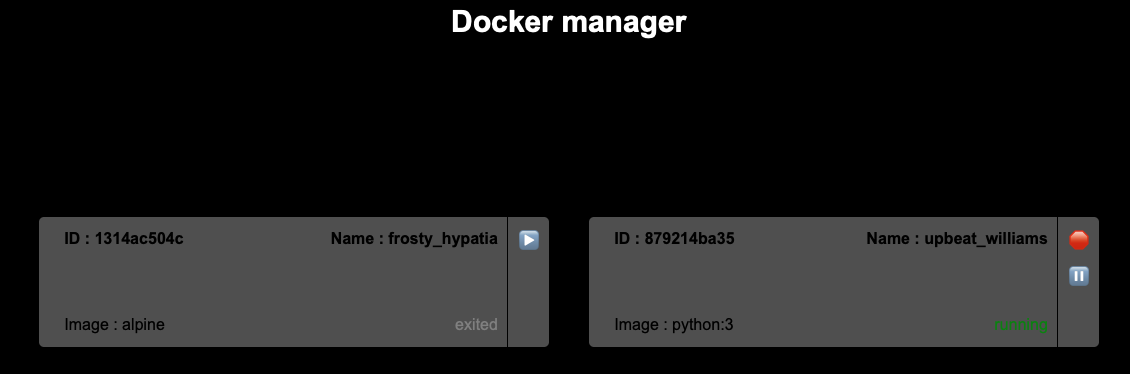 Docker manager
ID : 1314ac504c Name : frosty_hypatia
Image : alpine exited
ID : 879214ba35 Name : upbeat_williams
Image : python:3 running